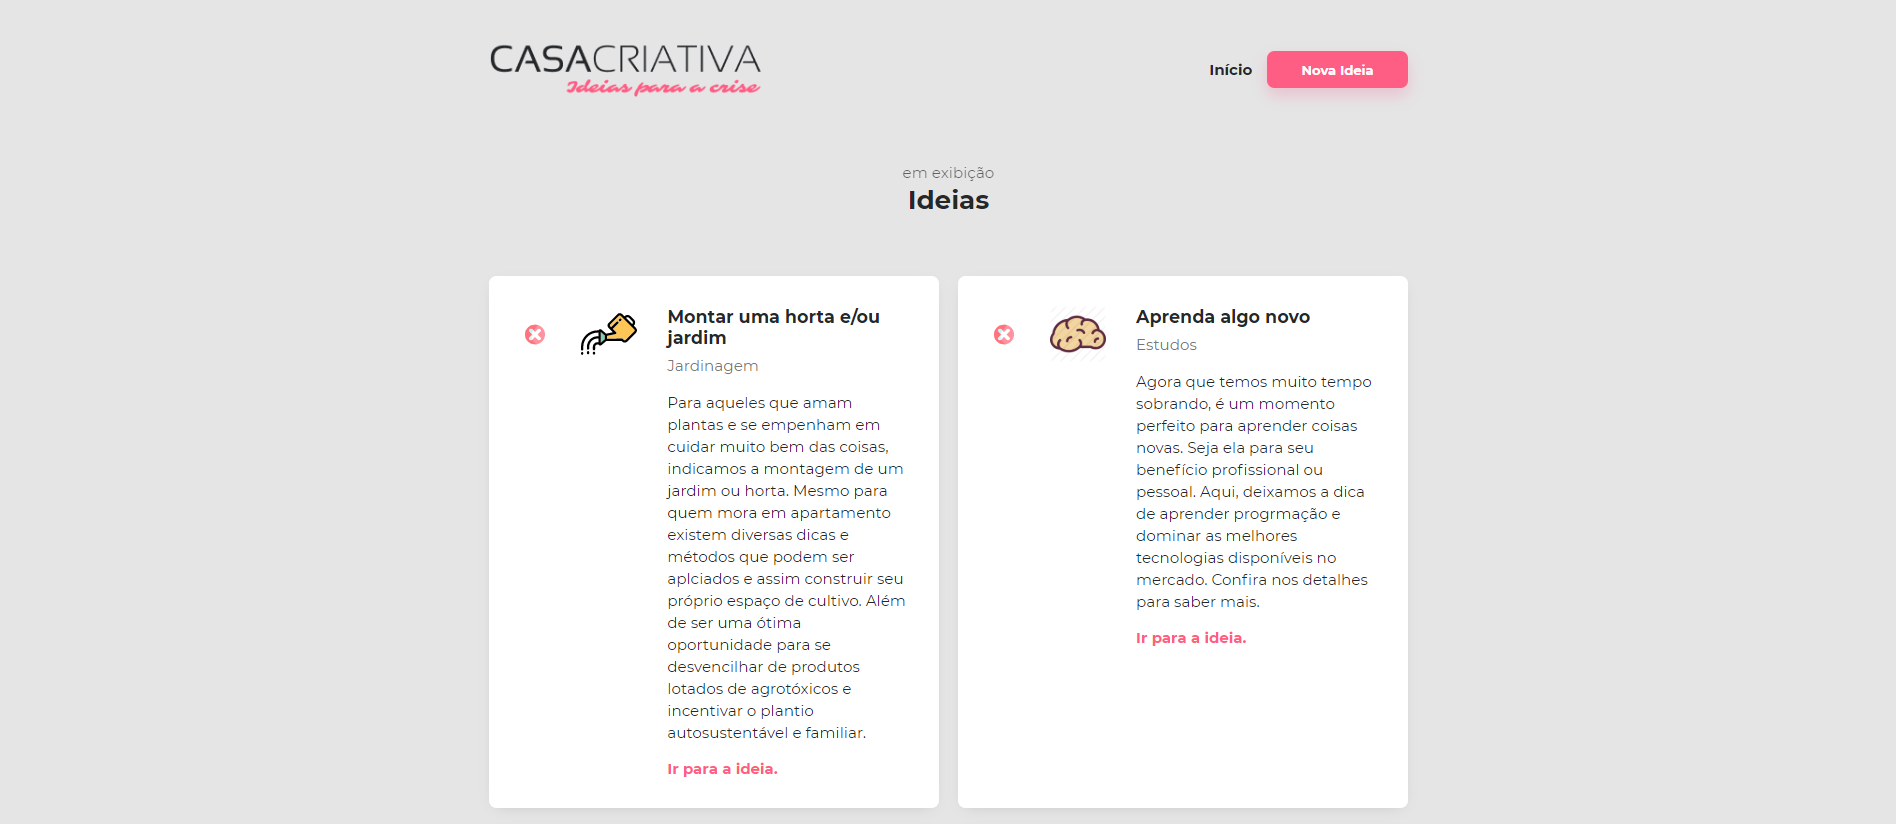 CASACRIATIVA
Ideias para a crise
Início
Nova Ideia
em exibição
Ideias
Montar uma horta e/ou
jardim
Jardinagem
Para aqueles que amam
plantas e se empenham em
cuidar muito bem das coisas,
indicamos a montagem de um
jardim ou horta. Mesmo para
quem mora em apartamento
existem diversas dicas e
métodos que podem ser
aplciados e assim construir seu
próprio espaço de cultivo. Além
de ser uma ótima
oportunidade para se
desvencilhar de produtos
lotados de agrotóxicos e
incentivar o plantio
autosustentável e familiar.
Ir para a ideia.
Aprenda algo novo
Estudos
Agora que temos muito tempo
sobrando, é um momento
perfeito para aprender coisas
novas. Seja ela para seu
benefício profissional ou
pessoal. Aqui, deixamos a dica
de aprender progrmação e
dominar as melhores
tecnologias disponíveis no
mercado. Confira nos detalhes
para saber mais.
Ir para a ideia.